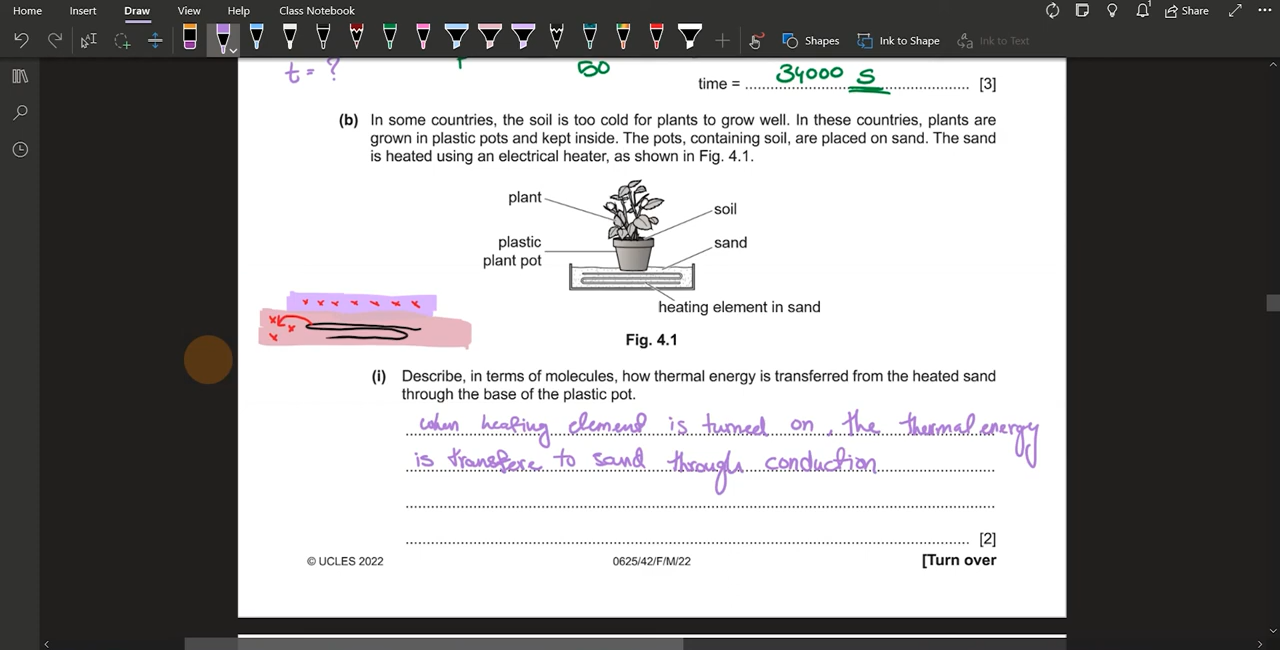 Home Insert Draw View Help Class Notebook Share
Shapes Ink to Shape Ink to Text
t = ?
50
time = 34000 s [3]
(b) In some countries, the soil is too cold for plants to grow well. In these countries, plants are
grown in plastic pots and kept inside. The pots, containing soil, are placed on sand. The sand
is heated using an electrical heater, as shown in Fig. 4.1.
plant
soil
plastic
plant pot
sand
heating element in sand
Fig. 4.1
(i) Describe, in terms of molecules, how thermal energy is transferred from the heated sand
through the base of the plastic pot.
when heating element is turned on, the thermal energy
is transfere to sand through conduction
[2]
© UCLES 2022 0625/42/F/M/22 [Turn over